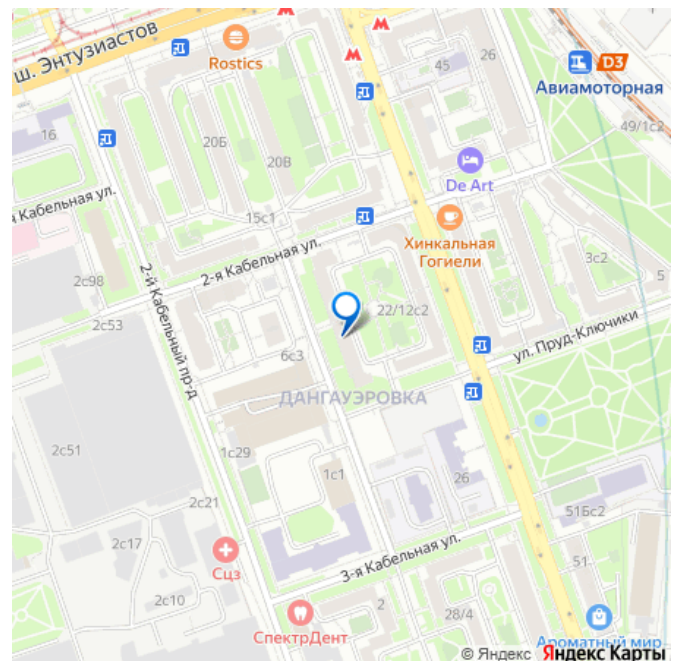 ш. Энтузиастов
М
М
М
Rostics
45
26
D3
Авиамоторная
49/1с2
16
20Б
20В
De Art
я Кабельная ул.
15с1
Хинкальная
Гогиели
2-я Кабельная ул.
2с98
3с2
5
2-й Кабельный пр-д
22/12с2
2с53
6с3
ул. Пруд-Ключики
ДАНГАУЭРОВКА
2с51
1с29
1с1
26
2с21
51Бс2
2с17
3-я Кабельная ул.
Сцз
51
2с10
2
28/4
СпектрДент
Ароматный мир
© Яндекс Яндекс Карты